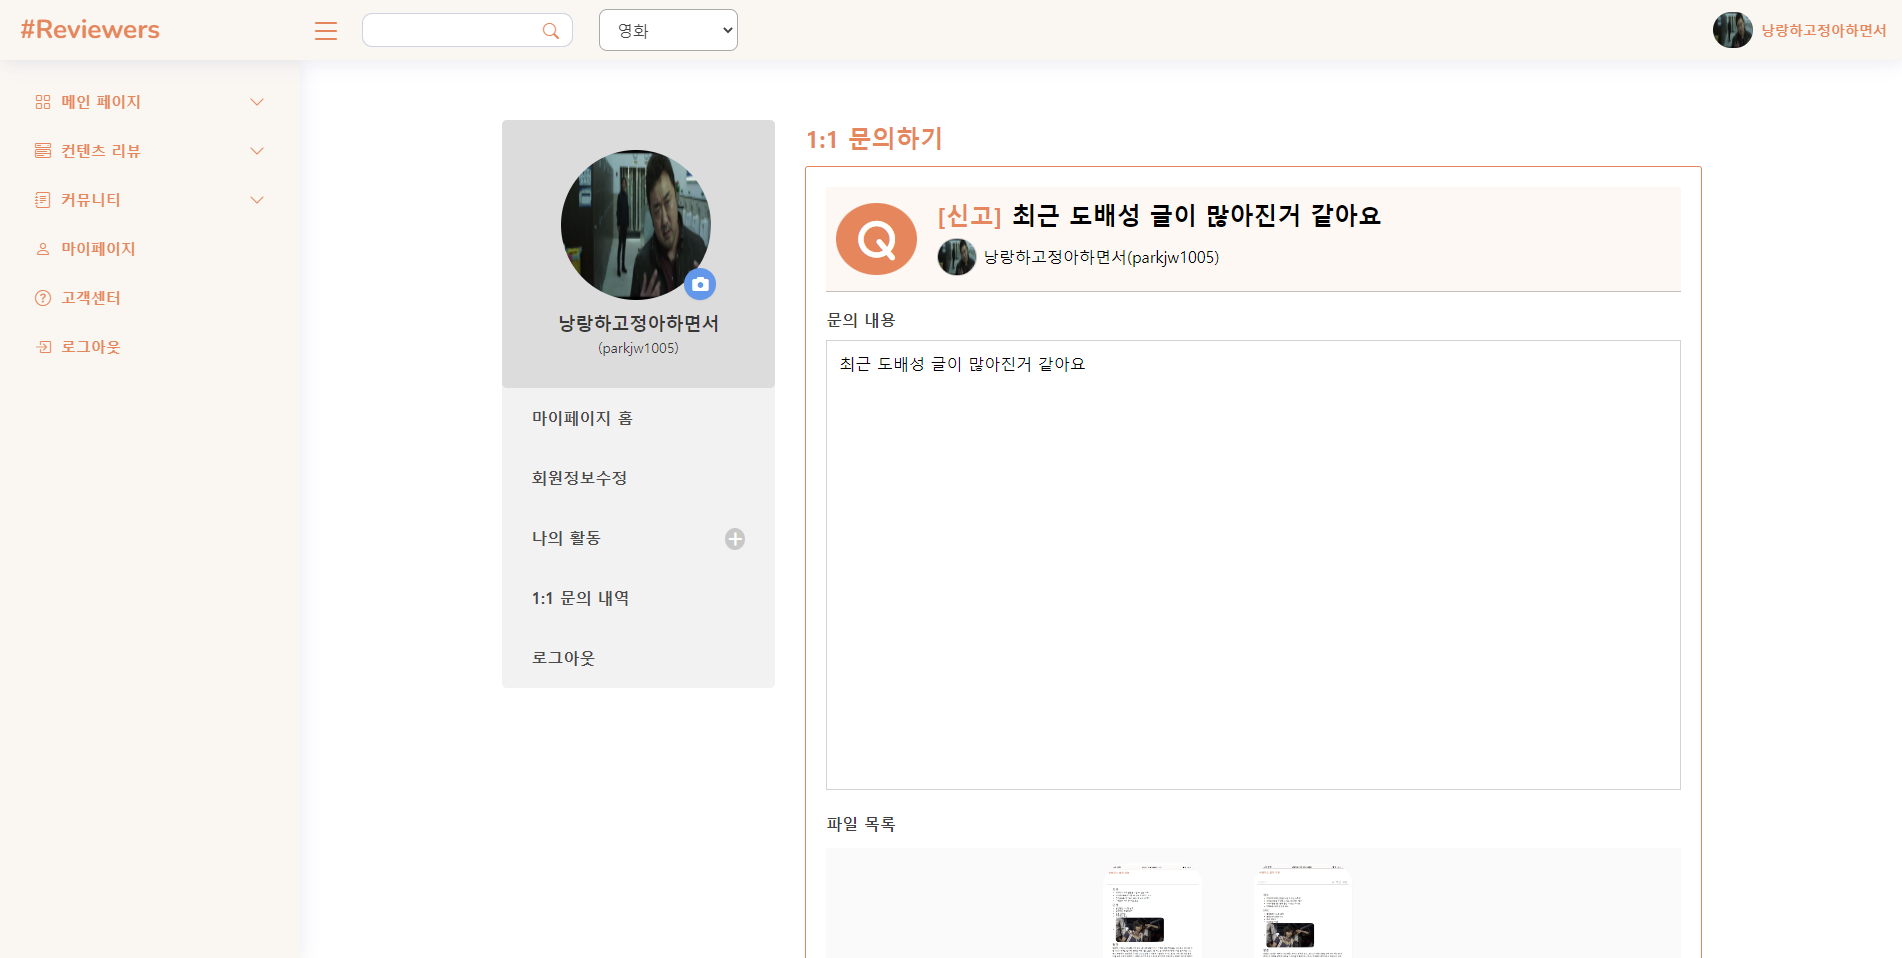 #Reviewers
영화
낭랑하고정아하면서
메인 페이지
컨텐츠 리뷰
커뮤니티
마이페이지
고객센터
로그아웃
낭랑하고정아하면서
(parkjw1005)
마이페이지 홈
회원정보수정
나의 활동
1:1 문의 내역
로그아웃
1:1 문의하기
Q
[신고] 최근 도배성 글이 많아진거 같아요
낭랑하고정아하면서(parkjw1005)
문의 내용
최근 도배성 글이 많아진거 같아요
파일 목록